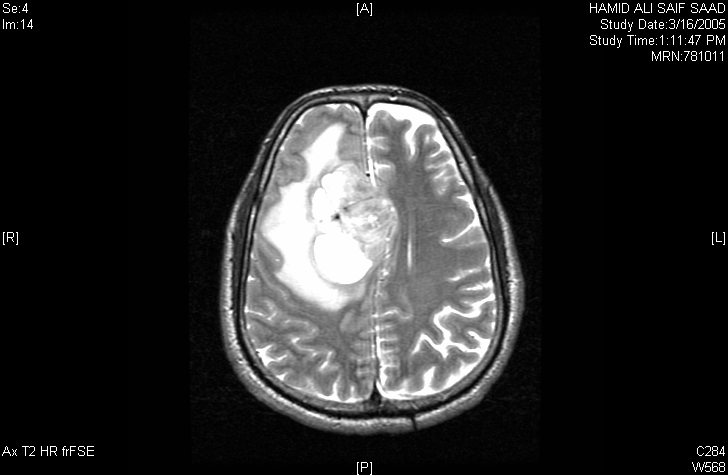 Se:4
Im:14
[A]
HAMID ALI SAIF SAAD
Study Date:3/16/2005
Study Time:1:11:47 PM
MRN:781011
[R]
[L]
Ax T2 HR frFSE
[P]
C284
W568